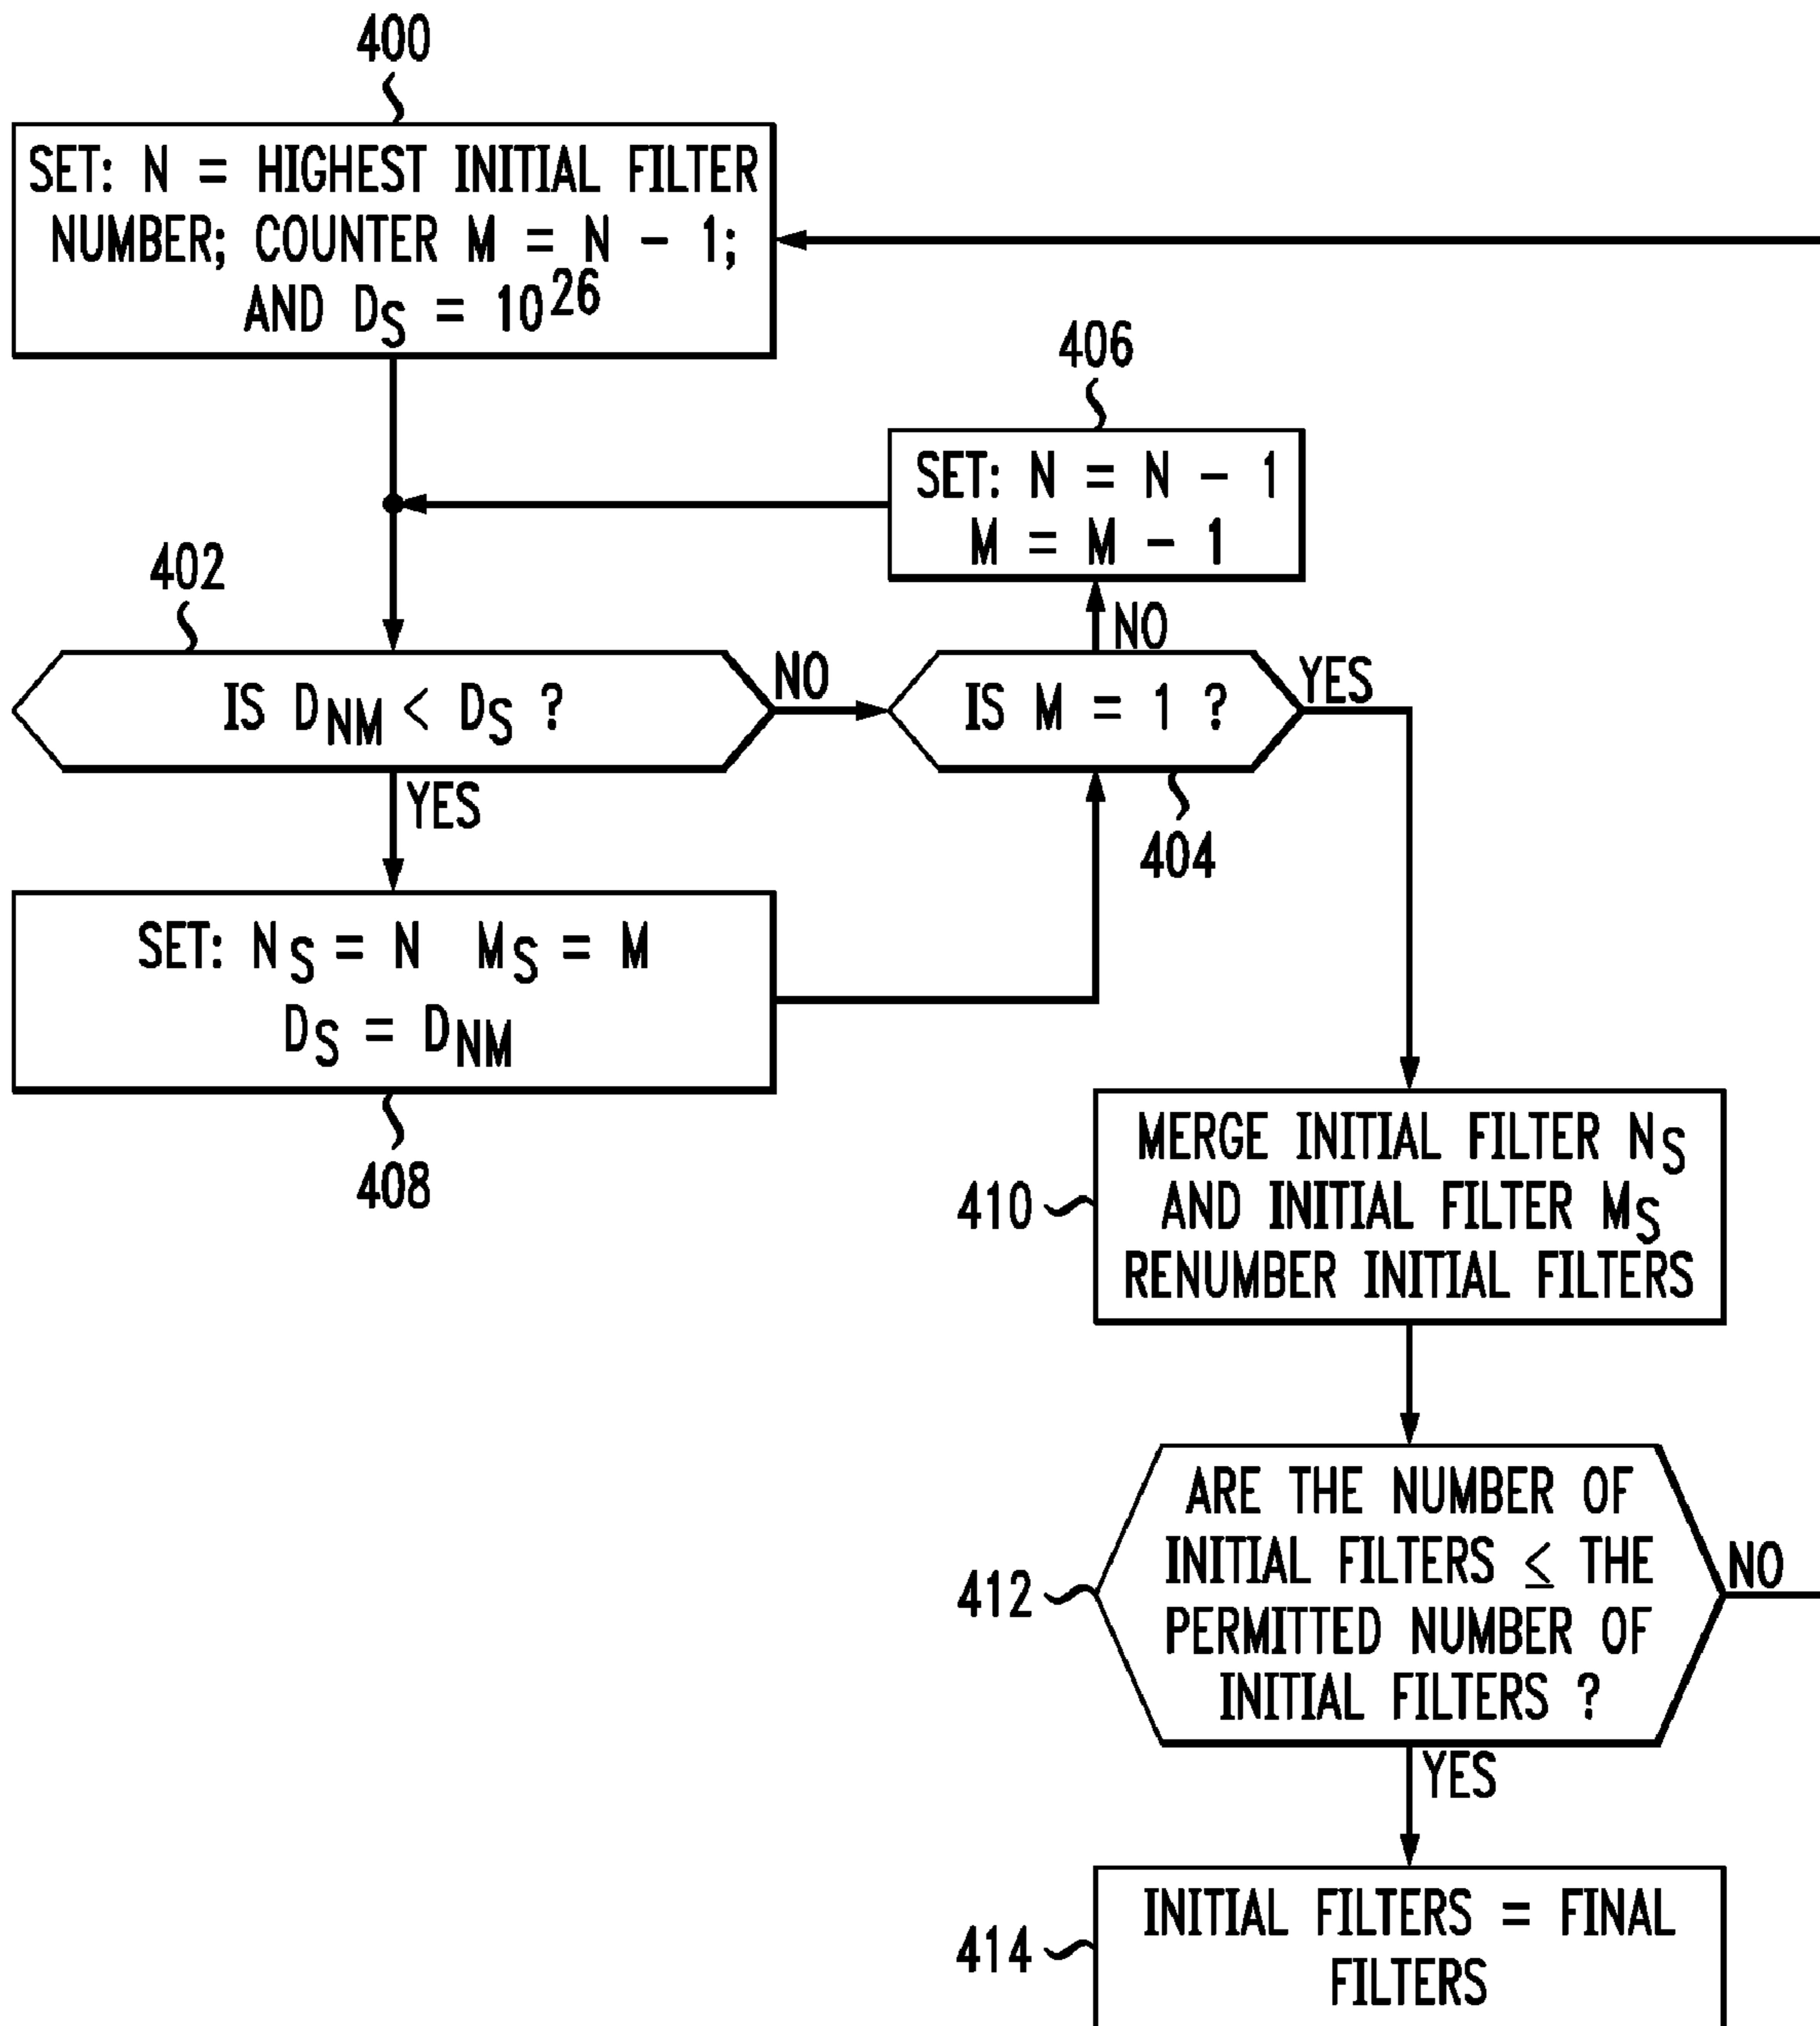 400
SET: N = HIGHEST INITIAL FILTER
NUMBER; COUNTER M = N - 1;
AND DS = 10^26
406
SET: N = N - 1
M = M - 1
402
IS DNM < DS ?
NO
NO
IS M = 1 ?
YES
404
YES
SET: NS = N MS = M
DS = DNM
408
410
MERGE INITIAL FILTER NS
AND INITIAL FILTER MS
RENUMBER INITIAL FILTERS
412
ARE THE NUMBER OF
INITIAL FILTERS ≤ THE
PERMITTED NUMBER OF
INITIAL FILTERS ?
NO
YES
414
INITIAL FILTERS = FINAL
FILTERS